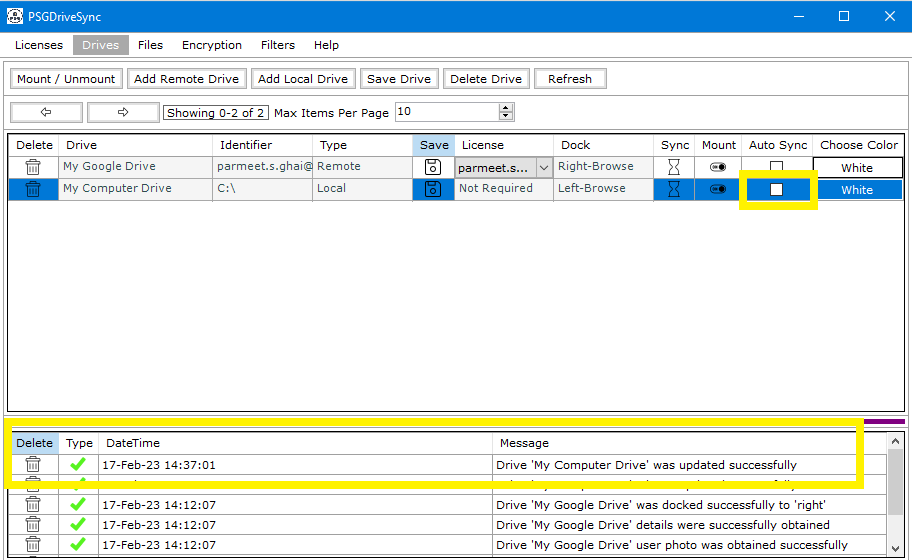 PSGDriveSync
Licenses Drives Files Encryption Filters Help
Mount / Unmount Add Remote Drive Add Local Drive Save Drive Delete Drive Refresh
Showing 0-2 of 2 Max Items Per Page 10
Delete Drive Identifier Type Save License Dock Sync Mount Auto Sync Choose Color
My Google Drive parmeet.s.ghai@ Remote parmeet.s... Right-Browse White
My Computer Drive C:\ Local Not Required Left-Browse White
Delete Type DateTime Message
17-Feb-23 14:37:01 Drive 'My Computer Drive' was updated successfully
17-Feb-23 14:12:07 Drive 'My Google Drive' was docked successfully to 'right'
17-Feb-23 14:12:07 Drive 'My Google Drive' details were successfully obtained
17-Feb-23 14:12:07 Drive 'My Google Drive' user photo was obtained successfully